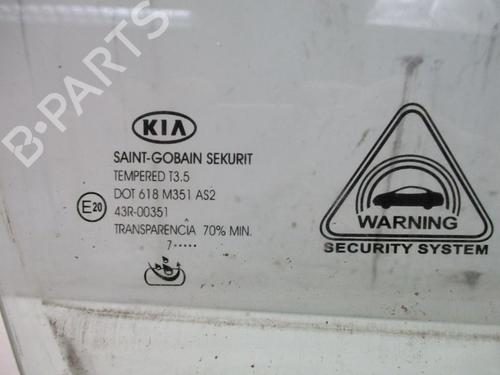 B-PARTS
KIA
SAINT-GOBAIN SEKURIT
TEMPERED T3.5
DOT 618 M351 AS2
E20
43R-00351
TRANSPARÊNCIA 70% MIN.
7·····
WARNING
SECURITY SYSTEM